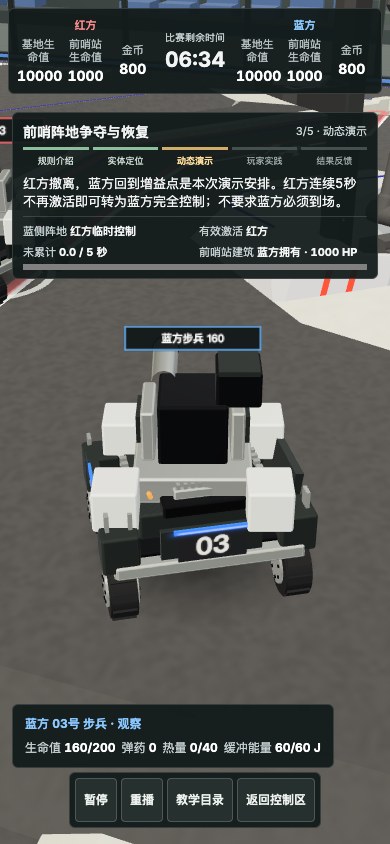 红方
蓝方
基地生命值
前哨站生命值
金币
比赛剩余时间
基地生命值
前哨站生命值
金币
10000 1000 800
06:34
10000 1000 800
3
前哨阵地争夺与恢复
3/5 · 动态演示
规则介绍 实体定位 动态演示 玩家实践 结果反馈
红方撤离，蓝方回到增益点是本次演示安排。红方连续5秒
不再激活即可转为蓝方完全控制；不要求蓝方必须到场。
蓝侧阵地 红方临时控制
有效激活 红方
未累计 0.0 / 5 秒
前哨站建筑 蓝方拥有 · 1000 HP
蓝方步兵 160
03
蓝方 03号 步兵 · 观察
生命值 160/200 弹药 0 热量 0/40 缓冲能量 60/60 J
暂停 重播 教学目录 返回控制区